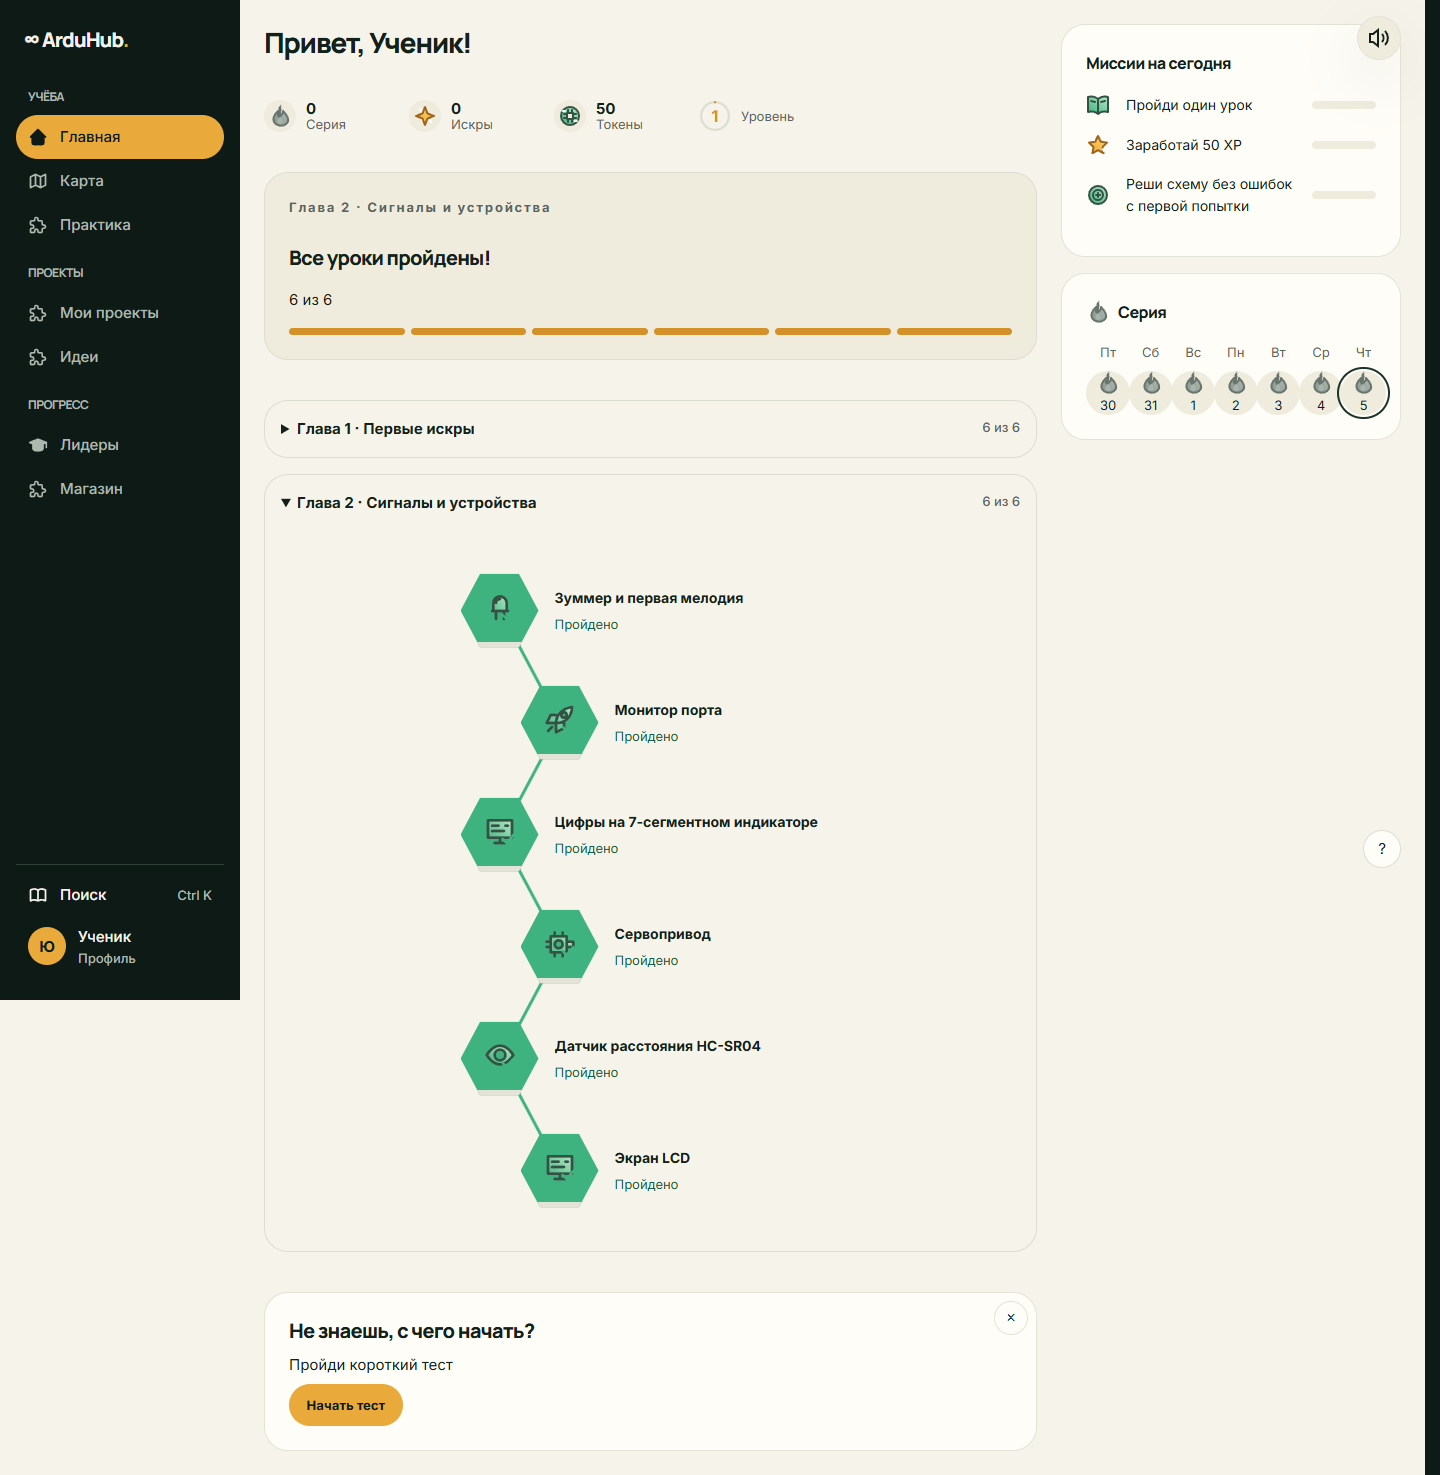 ∞ ArduHub.
УЧЁБА
Главная
Карта
Практика
ПРОЕКТЫ
Мои проекты
Идеи
ПРОГРЕСС
Лидеры
Магазин
Поиск Ctrl K
Ю
Ученик
Профиль
Привет, Ученик!
0
Серия
0
Искры
50
Токены
1 Уровень
Глава 2 · Сигналы и устройства
Все уроки пройдены!
6 из 6
Глава 1 · Первые искры 6 из 6
Глава 2 · Сигналы и устройства 6 из 6
Зуммер и первая мелодия
Пройдено
Монитор порта
Пройдено
Цифры на 7-сегментном индикаторе
Пройдено
Сервопривод
Пройдено
Датчик расстояния HC-SR04
Пройдено
Экран LCD
Пройдено
Не знаешь, с чего начать?
×
Пройди короткий тест
Начать тест
Миссии на сегодня
Пройди один урок
Заработай 50 XP
Реши схему без ошибок
с первой попытки
Серия
Пт Сб Вс Пн Вт Ср Чт
30 31 1 2 3 4 5
?